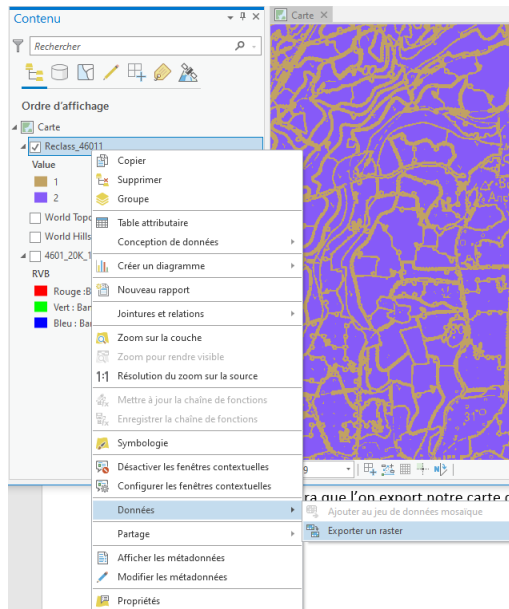 Contenu
Carte
Rechercher
Ordre d'affichage
Carte
Reclass_46011
Value
1
2
World Topo
World Hills
4601_20K_1
RVB
Rouge :B
Vert : Ban
Bleu : Bar
Copier
Supprimer
Groupe
Table attributaire
Conception de données
Créer un diagramme
Nouveau rapport
Jointures et relations
Zoom sur la couche
Zoom pour rendre visible
1:1 Résolution du zoom sur la source
Mettre à jour la chaîne de fonctions
Enregistrer la chaîne de fonctions
Symbologie
Désactiver les fenêtres contextuelles
Configurer les fenêtres contextuelles
Données
Partage
Afficher les métadonnées
Modifier les métadonnées
Propriétés
9
ra que l'on export notre carte
Ajouter au jeu de données mosaïque
Exporter un raster